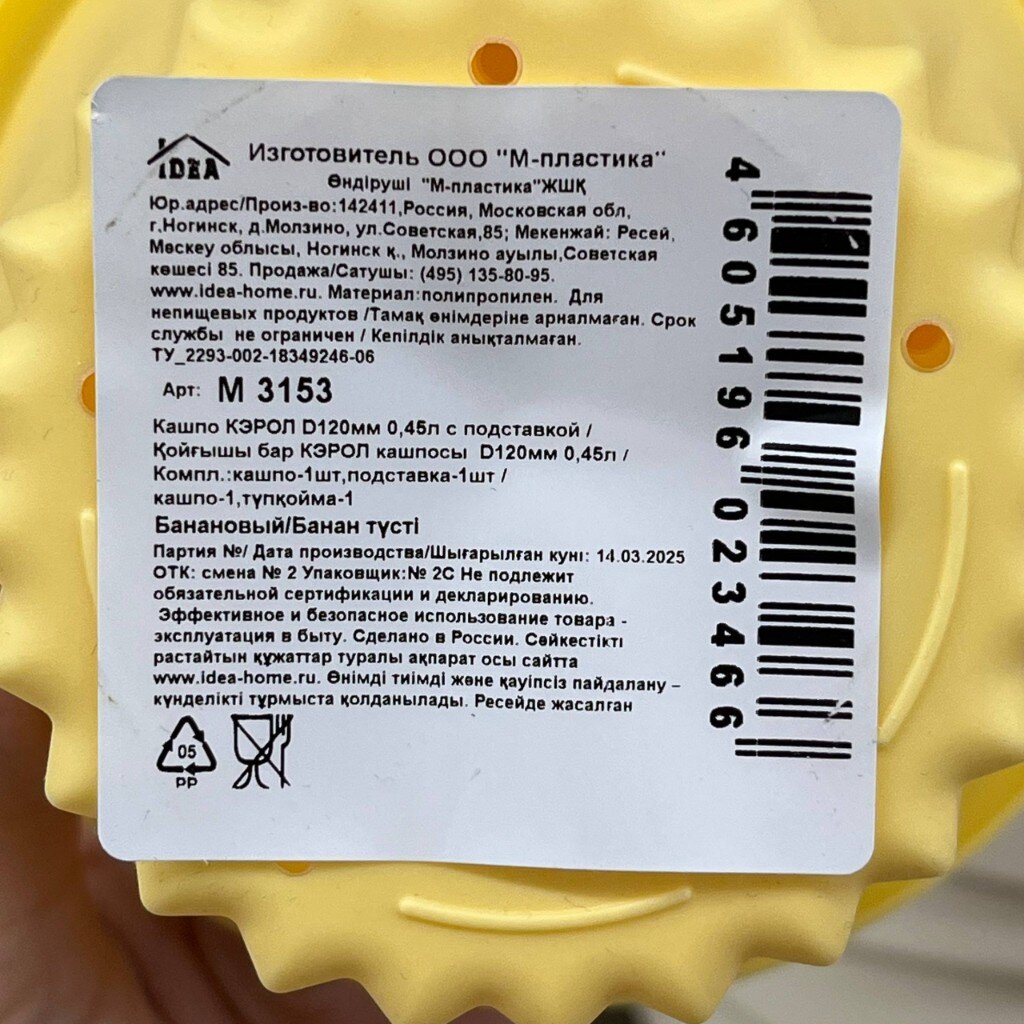 IDEA
Изготовитель ООО "М-пластика"
Өндіруші "М-пластика"ЖШҚ
Юр.адрес/Произ-во:142411,Россия, Московская обл,
г.Ногинск, д.Молзино, ул.Советская,85; Мекенжай: Ресей,
Мәскеу облысы, Ногинск қ., Молзино ауылы,Советская
көшесі 85. Продажа/Сатушы: (495) 135-80-95.
www.idea-home.ru. Материал:полипропилен. Для
непищевых продуктов /Тамақ өнімдеріне арналмаған. Срок
службы не ограничен / Кепілдік анықталмаған.
ТУ_2293-002-18349246-06
Арт: М 3153
Кашпо КЭРОЛ D120мм 0,45л с подставкой /
Қойғышы бар КЭРОЛ кашпосы D120мм 0,45л /
Компл.:кашпо-1шт,подставка-1шт /
кашпо-1,түпқойма-1
Банановый/Банан түсті
Партия №/ Дата производства/Шығарылған күні: 14.03.2025
ОТК: смена № 2 Упаковщик:№ 2С Не подлежит
обязательной сертификации и декларированию.
Эффективное и безопасное использование товара -
эксплуатация в быту. Сделано в России. Сәйкестікті
растайтын құжаттар туралы ақпарат осы сайтта
www.idea-home.ru. Өнімді тиімді және қауіпсіз пайдалану –
күнделікті тұрмыста қолданылады. Ресейде жасалған
05
PP
4 605196 023466